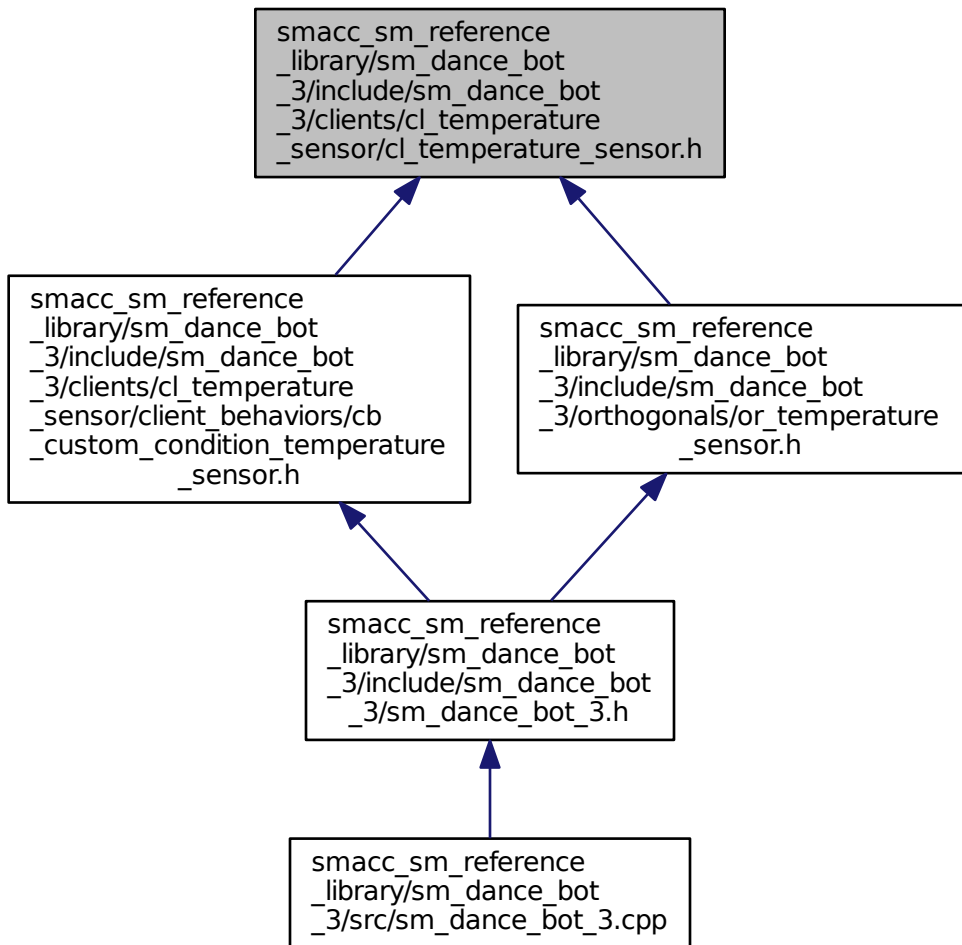 smacc_sm_reference
_library/sm_dance_bot
_3/include/sm_dance_bot
_3/clients/cl_temperature
_sensor/cl_temperature_sensor.h
smacc_sm_reference
_library/sm_dance_bot
_3/include/sm_dance_bot
_3/clients/cl_temperature
_sensor/client_behaviors/cb
_custom_condition_temperature
_sensor.h
smacc_sm_reference
_library/sm_dance_bot
_3/include/sm_dance_bot
_3/orthogonals/or_temperature
_sensor.h
smacc_sm_reference
_library/sm_dance_bot
_3/include/sm_dance_bot
_3/sm_dance_bot_3.h
smacc_sm_reference
_library/sm_dance_bot
_3/src/sm_dance_bot_3.cpp